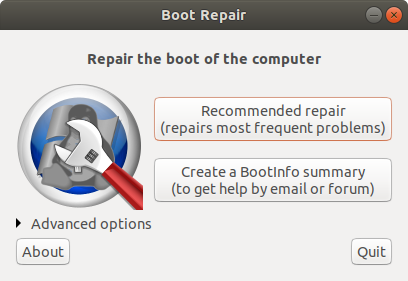 Boot Repair
Repair the boot of the computer
Recommended repair
(repairs most frequent problems)
Create a BootInfo summary
(to get help by email or forum)
Advanced options
About
Quit